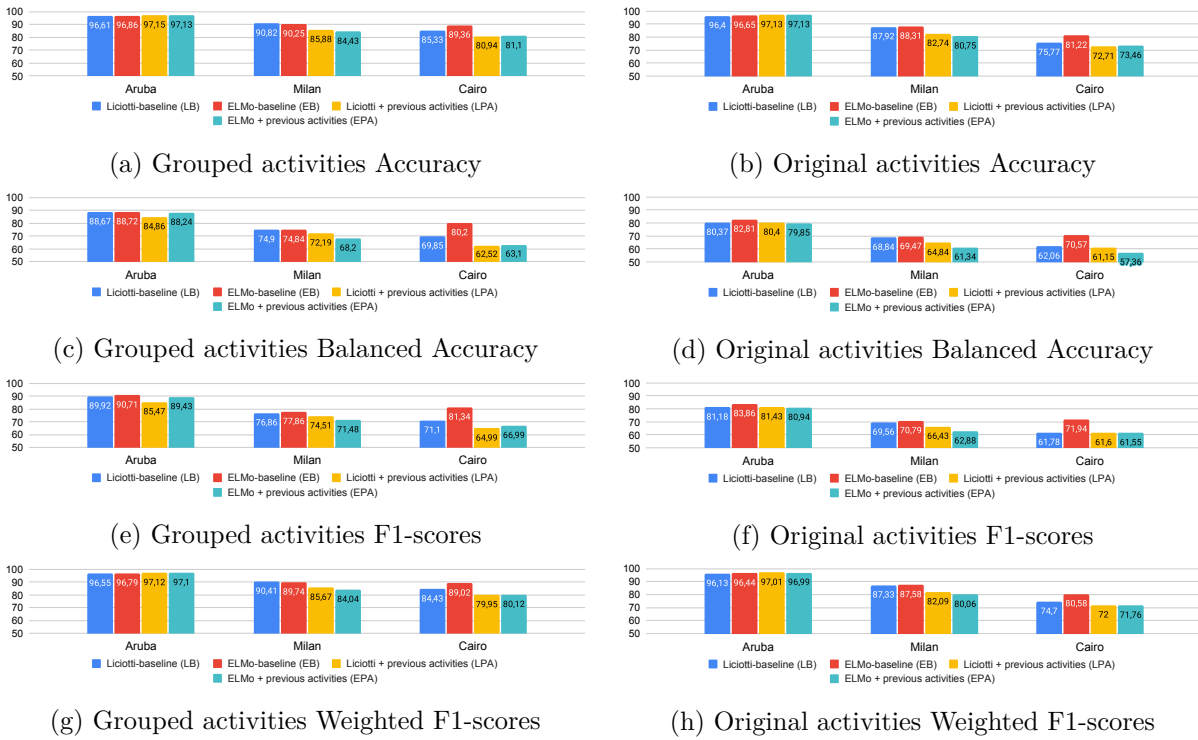 100
90
80
70
60
50
96,61 96,86 97,15 97,13
90,82 90,25 85,88 84,43
85,33 89,36 80,94 81,1
Aruba Milan Cairo
Liciotti-baseline (LB) ELMo-baseline (EB) Liciotti + previous activities (LPA)
ELMo + previous activities (EPA)
(a) Grouped activities Accuracy
100
90
80
70
60
50
96,4 96,65 97,13 97,13
87,92 88,31 82,74 80,75
75,77 81,22 72,71 73,46
Aruba Milan Cairo
Liciotti-baseline (LB) ELMo-baseline (EB) Liciotti + previous activities (LPA)
ELMo + previous activities (EPA)
(b) Original activities Accuracy
100
90
80
70
60
50
88,67 88,72 84,86 88,24
74,9 74,84 72,19 68,2
69,85 80,2 62,52 63,1
Aruba Milan Cairo
Liciotti-baseline (LB) ELMo-baseline (EB) Liciotti + previous activities (LPA)
ELMo + previous activities (EPA)
(c) Grouped activities Balanced Accuracy
100
90
80
70
60
50
80,37 82,81 80,4 79,85
68,84 69,47 64,84 61,34
62,06 70,57 61,15 57,36
Aruba Milan Cairo
Liciotti-baseline (LB) ELMo-baseline (EB) Liciotti + previous activities (LPA)
ELMo + previous activities (EPA)
(d) Original activities Balanced Accuracy
100
90
80
70
60
50
89,92 90,71 85,47 89,43
76,86 77,86 74,51 71,48
71,1 81,34 64,99 66,99
Aruba Milan Cairo
Liciotti-baseline (LB) ELMo-baseline (EB) Liciotti + previous activities (LPA)
ELMo + previous activities (EPA)
(e) Grouped activities F1-scores
100
90
80
70
60
50
81,18 83,86 81,43 80,94
69,56 70,79 66,43 62,88
61,78 71,94 61,6 61,55
Aruba Milan Cairo
Liciotti-baseline (LB) ELMo-baseline (EB) Liciotti + previous activities (LPA)
ELMo + previous activities (EPA)
(f) Original activities F1-scores
100
90
80
70
60
50
96,55 96,79 97,12 97,1
90,41 89,74 85,67 84,04
84,43 89,02 79,95 80,12
Aruba Milan Cairo
Liciotti-baseline (LB) ELMo-baseline (EB) Liciotti + previous activities (LPA)
ELMo + previous activities (EPA)
(g) Grouped activities Weighted F1-scores
100
90
80
70
60
50
96,13 96,44 97,01 96,99
87,33 87,58 82,09 80,06
74,7 80,58 72 71,76
Aruba Milan Cairo
Liciotti-baseline (LB) ELMo-baseline (EB) Liciotti + previous activities (LPA)
ELMo + previous activities (EPA)
(h) Original activities Weighted F1-scores